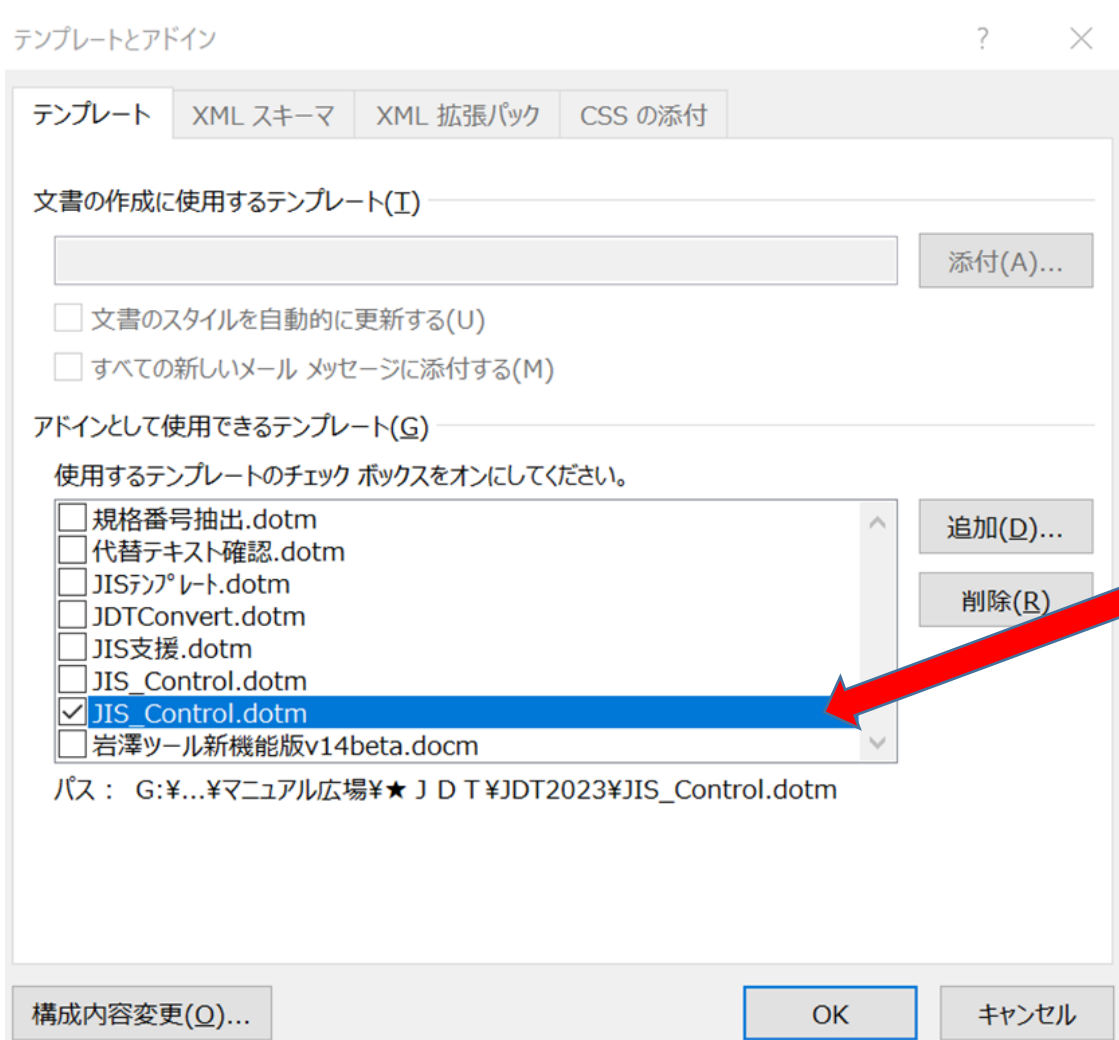 テンプレートとアドイン ? ×
テンプレート XML スキーマ XML 拡張パック CSS の添付
文書の作成に使用するテンプレート(T)
添付(A)...
文書のスタイルを自動的に更新する(U)
すべての新しいメール メッセージに添付する(M)
アドインとして使用できるテンプレート(G)
使用するテンプレートのチェック ボックスをオンにしてください。
規格番号抽出.dotm
追加(D)...
代替テキスト確認.dotm
JISﾃﾝﾌﾟﾚｰﾄ.dotm
削除(R)
JDTConvert.dotm
JIS支援.dotm
JIS_Control.dotm
JIS_Control.dotm
岩澤ツール新機能版v14beta.docm
パス： G:¥...¥マニュアル広場¥★ＪＤＴ¥JDT2023¥JIS_Control.dotm
構成内容変更(O)... OK キャンセル